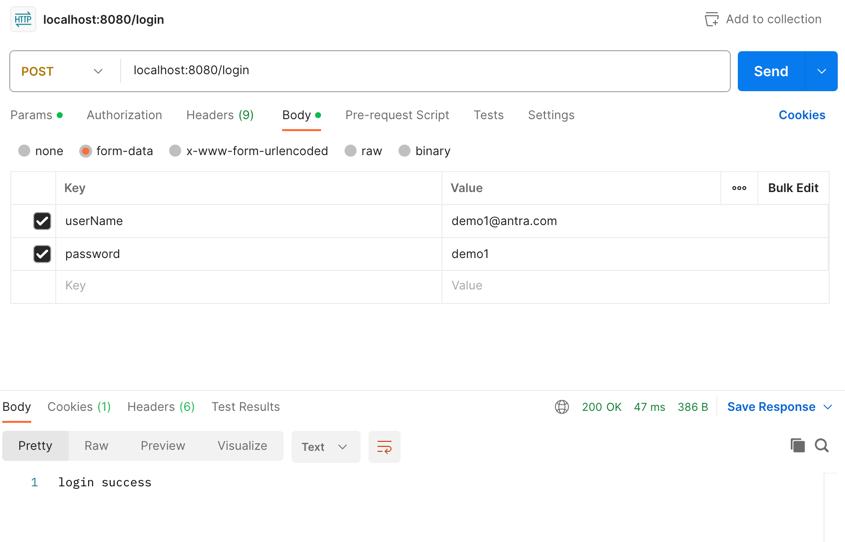 HTTP localhost:8080/login Add to collection
POST localhost:8080/login Send
Params Authorization Headers (9) Body Pre-request Script Tests Settings Cookies
none form-data x-www-form-urlencoded raw binary
Key Value Bulk Edit
userName demo1@antra.com
password demo1
Key Value
Body Cookies (1) Headers (6) Test Results 200 OK 47 ms 386 B Save Response
Pretty Raw Preview Visualize Text
1 login success